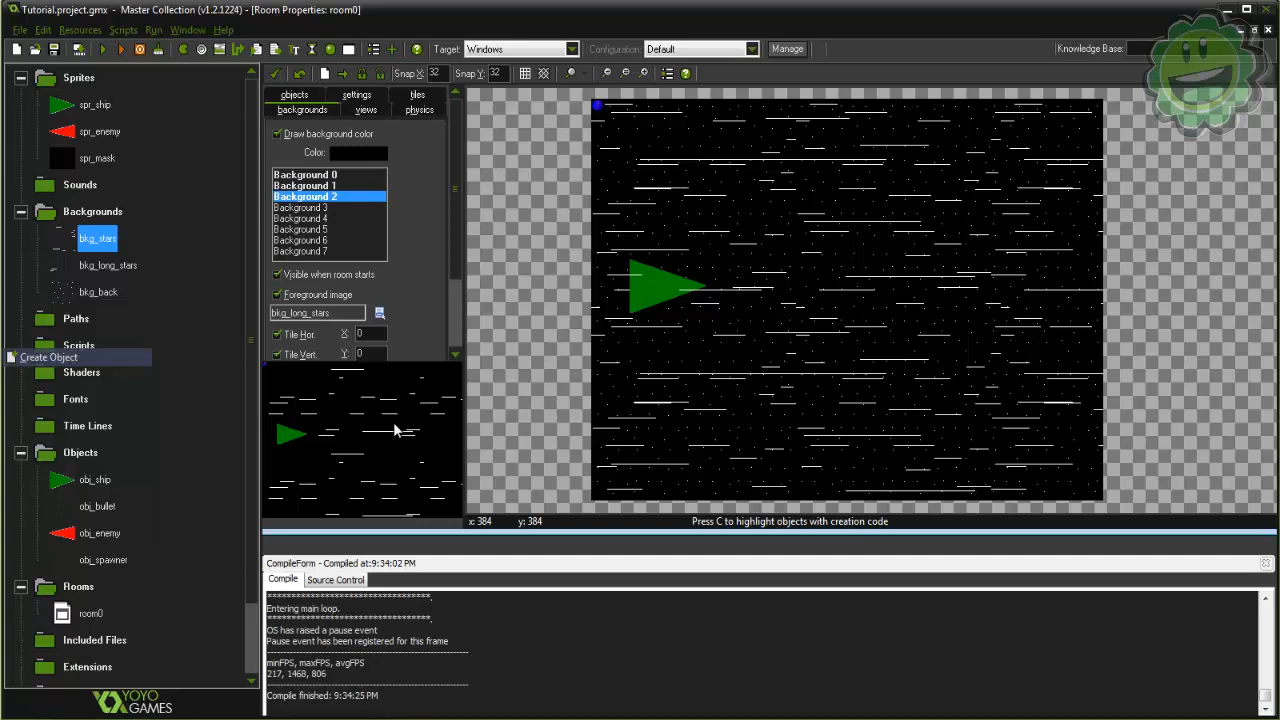 Tutorial.project.gmx - Master Collection (v1.2.1224) - [Room Properties: room0]
File Edit Resources Scripts Run Window Help
Target: Windows Configuration: Default Manage Knowledge Base:
Snap X: 32 Snap Y: 32
Sprites
spr_ship
spr_enemy
spr_mask
Sounds
Backgrounds
bkg_stars
bkg_long_stars
bkg_back
Paths
Scripts
Create Object
Shaders
Fonts
Time Lines
Objects
obj_ship
obj_bullet
obj_enemy
obj_spawner
Rooms
room0
Included Files
Extensions
YOYO
GAMES
objects settings tiles
backgrounds views physics
Draw background color
Color:
Background 0
Background 1
Background 2
Background 3
Background 4
Background 5
Background 6
Background 7
Visible when room starts
Foreground image
bkg_long_stars
Tile Hor. X: 0
Tile Vert. Y: 0
x: 384 y: 384 Press C to highlight objects with creation code
CompileForm - Compiled at:9:34:02 PM
Compile Source Control
***********************************.
Entering main loop.
***********************************.
OS has raised a pause event
Pause event has been registered for this frame
--------------------------------------------------
minFPS, maxFPS, avgFPS
217, 1468, 806
--------------------------------------------------
Compile finished: 9:34:25 PM